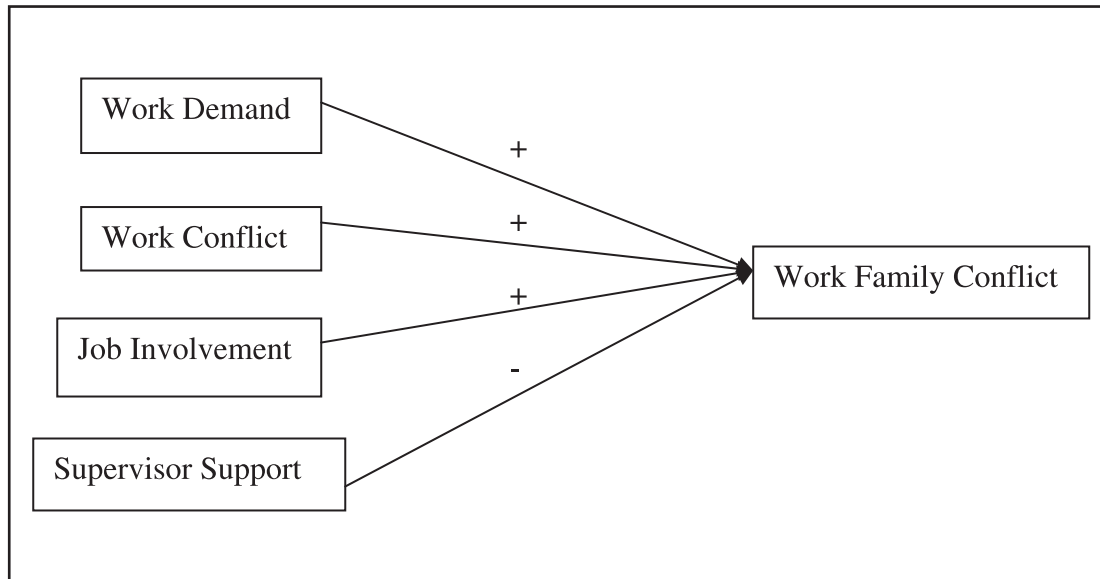 Work Demand
+
Work Conflict
+
Work Family Conflict
+
Job Involvement
-
Supervisor Support